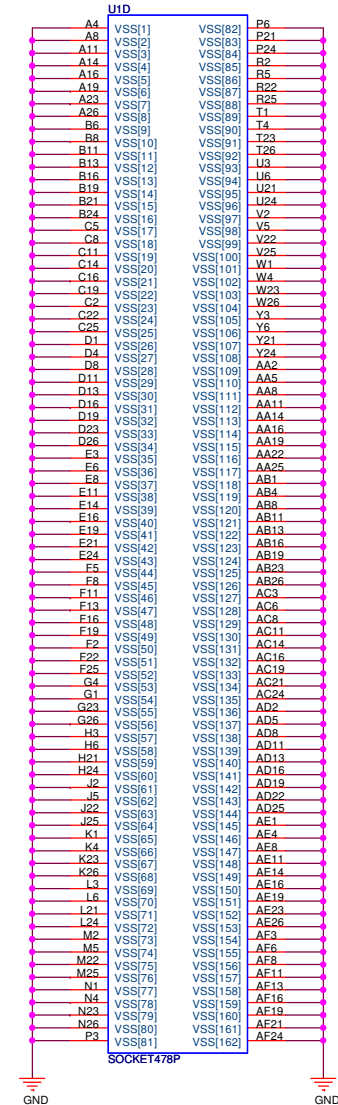 U1D
A4 VSS[1] VSS[82] P6
A8 VSS[2] VSS[83] P21
A11 VSS[3] VSS[84] P24
A14 VSS[4] VSS[85] R2
A16 VSS[5] VSS[86] R5
A19 VSS[6] VSS[87] R22
A23 VSS[7] VSS[88] R25
A26 VSS[8] VSS[89] T1
B6 VSS[9] VSS[90] T4
B8 VSS[10] VSS[91] T23
B11 VSS[11] VSS[92] T26
B13 VSS[12] VSS[93] U3
B16 VSS[13] VSS[94] U6
B19 VSS[14] VSS[95] U21
B21 VSS[15] VSS[96] U24
B24 VSS[16] VSS[97] V2
C5 VSS[17] VSS[98] V5
C8 VSS[18] VSS[99] V22
C11 VSS[19] VSS[100] V25
C14 VSS[20] VSS[101] W1
C16 VSS[21] VSS[102] W4
C19 VSS[22] VSS[103] W23
C2 VSS[23] VSS[104] W26
C22 VSS[24] VSS[105] Y3
C25 VSS[25] VSS[106] Y6
D1 VSS[26] VSS[107] Y21
D4 VSS[27] VSS[108] Y24
D8 VSS[28] VSS[109] AA2
D11 VSS[29] VSS[110] AA5
D13 VSS[30] VSS[111] AA8
D16 VSS[31] VSS[112] AA11
D19 VSS[32] VSS[113] AA14
D23 VSS[33] VSS[114] AA16
D26 VSS[34] VSS[115] AA19
E3 VSS[35] VSS[116] AA22
E6 VSS[36] VSS[117] AA25
E8 VSS[37] VSS[118] AB1
E11 VSS[38] VSS[119] AB4
E14 VSS[39] VSS[120] AB8
E16 VSS[40] VSS[121] AB11
E19 VSS[41] VSS[122] AB13
E21 VSS[42] VSS[123] AB16
E24 VSS[43] VSS[124] AB19
F5 VSS[44] VSS[125] AB23
F8 VSS[45] VSS[126] AB26
F11 VSS[46] VSS[127] AC3
F13 VSS[47] VSS[128] AC6
F16 VSS[48] VSS[129] AC8
F19 VSS[49] VSS[130] AC11
F2 VSS[50] VSS[131] AC14
F22 VSS[51] VSS[132] AC16
F25 VSS[52] VSS[133] AC19
G4 VSS[53] VSS[134] AC21
G1 VSS[54] VSS[135] AC24
G23 VSS[55] VSS[136] AD2
G26 VSS[56] VSS[137] AD5
H3 VSS[57] VSS[138] AD8
H6 VSS[58] VSS[139] AD11
H21 VSS[59] VSS[140] AD13
H24 VSS[60] VSS[141] AD16
J2 VSS[61] VSS[142] AD19
J5 VSS[62] VSS[143] AD22
J22 VSS[63] VSS[144] AD25
J25 VSS[64] VSS[145] AE1
K1 VSS[65] VSS[146] AE4
K4 VSS[66] VSS[147] AE8
K23 VSS[67] VSS[148] AE11
K26 VSS[68] VSS[149] AE14
L3 VSS[69] VSS[150] AE16
L6 VSS[70] VSS[151] AE19
L21 VSS[71] VSS[152] AE23
L24 VSS[72] VSS[153] AE26
M2 VSS[73] VSS[154] AF3
M5 VSS[74] VSS[155] AF6
M22 VSS[75] VSS[156] AF8
M25 VSS[76] VSS[157] AF11
N1 VSS[77] VSS[158] AF13
N4 VSS[78] VSS[159] AF16
N23 VSS[79] VSS[160] AF19
N26 VSS[80] VSS[161] AF21
P3 VSS[81] VSS[162] AF24
SOCKET478P
GND GND